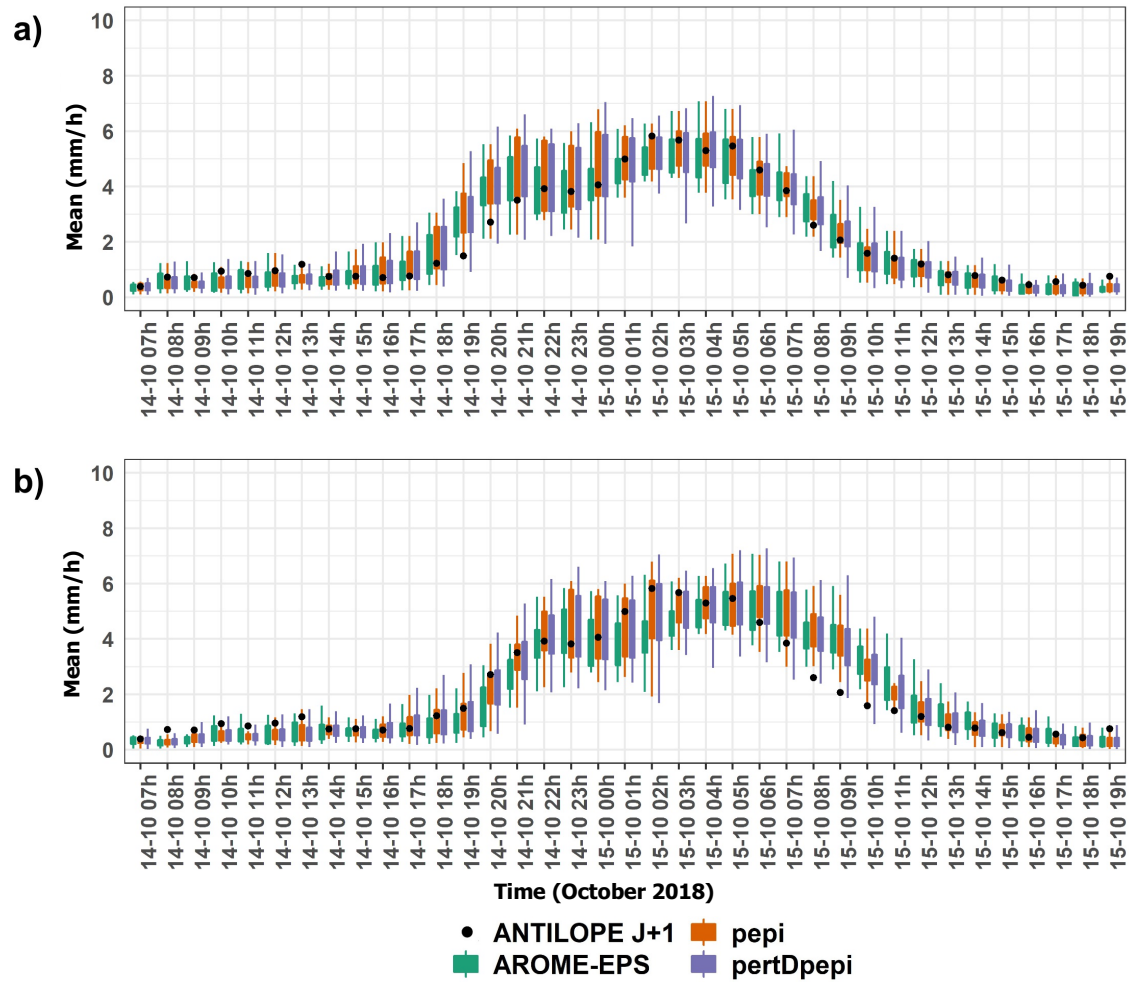 a)
Mean (mm/h)
10
8
6
4
2
0
14-10 07h
14-10 08h
14-10 09h
14-10 10h
14-10 11h
14-10 12h
14-10 13h
14-10 14h
14-10 15h
14-10 16h
14-10 17h
14-10 18h
14-10 19h
14-10 20h
14-10 21h
14-10 22h
14-10 23h
15-10 00h
15-10 01h
15-10 02h
15-10 03h
15-10 04h
15-10 05h
15-10 06h
15-10 07h
15-10 08h
15-10 09h
15-10 10h
15-10 11h
15-10 12h
15-10 13h
15-10 14h
15-10 15h
15-10 16h
15-10 17h
15-10 18h
15-10 19h
b)
Mean (mm/h)
10
8
6
4
2
0
14-10 07h
14-10 08h
14-10 09h
14-10 10h
14-10 11h
14-10 12h
14-10 13h
14-10 14h
14-10 15h
14-10 16h
14-10 17h
14-10 18h
14-10 19h
14-10 20h
14-10 21h
14-10 22h
14-10 23h
15-10 00h
15-10 01h
15-10 02h
15-10 03h
15-10 04h
15-10 05h
15-10 06h
15-10 07h
15-10 08h
15-10 09h
15-10 10h
15-10 11h
15-10 12h
15-10 13h
15-10 14h
15-10 15h
15-10 16h
15-10 17h
15-10 18h
15-10 19h
Time (October 2018)
ANTILOPE J+1 pepi
AROME-EPS pertDpepi